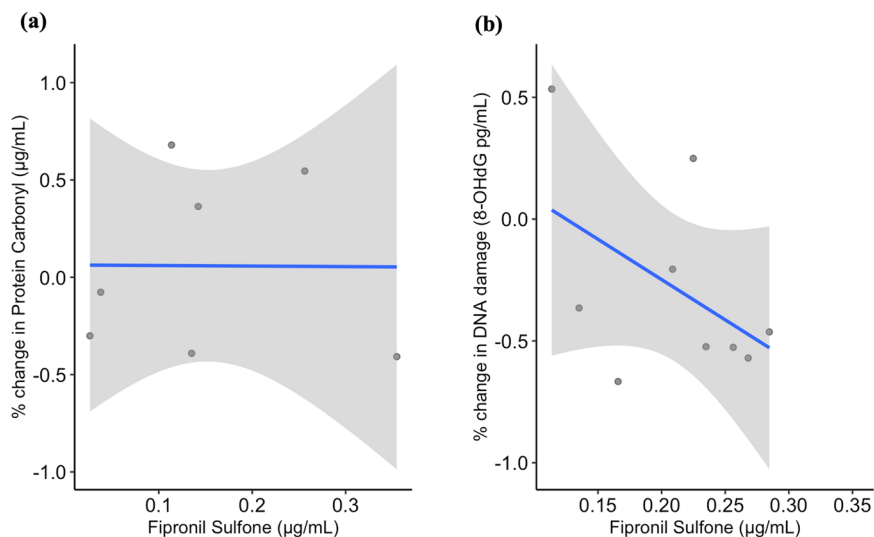 (a)
% change in Protein Carbonyl (µg/mL)
1.0
0.5
0.0
-0.5
-1.0
0.1 0.2 0.3
Fipronil Sulfone (µg/mL)
(b)
% change in DNA damage (8-OHdG pg/mL)
0.5
0.0
-0.5
-1.0
0.15 0.20 0.25 0.30 0.35
Fipronil Sulfone (µg/mL)